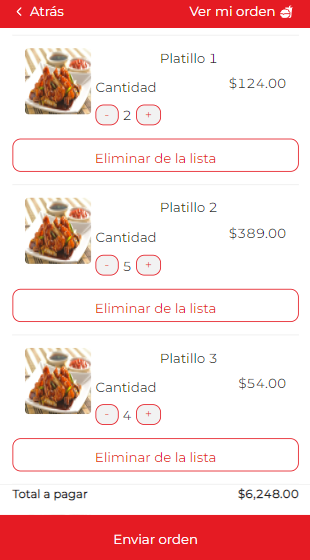 Atrás
Ver mi orden
Platillo 1
Cantidad
$124.00
- 2 +
Eliminar de la lista
Platillo 2
Cantidad
$389.00
- 5 +
Eliminar de la lista
Platillo 3
Cantidad
$54.00
- 4 +
Eliminar de la lista
Total a pagar
$6,248.00
Enviar orden